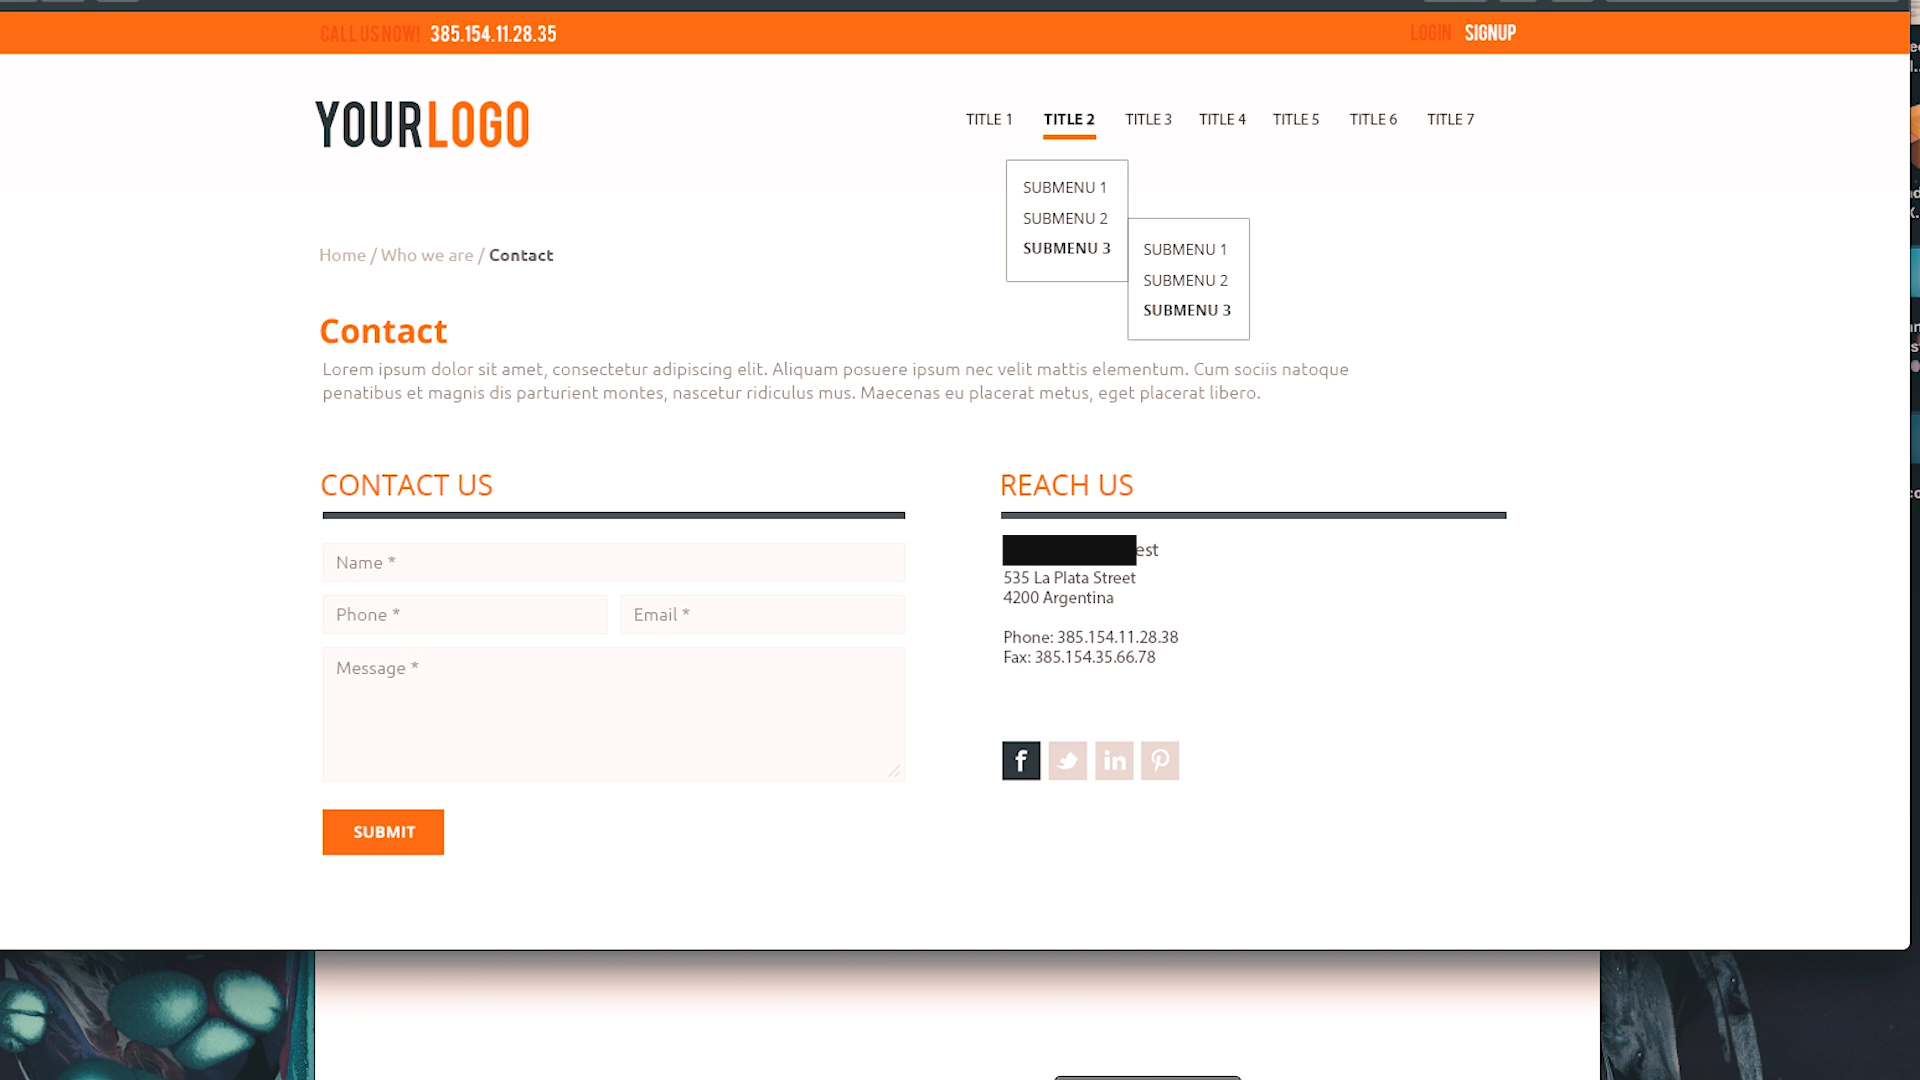 CALL US NOW! 385.154.11.28.35
LOGIN SIGNUP
YOURLOGO
TITLE 1 TITLE 2 TITLE 3 TITLE 4 TITLE 5 TITLE 6 TITLE 7
SUBMENU 1
SUBMENU 2
SUBMENU 3
SUBMENU 1
SUBMENU 2
SUBMENU 3
Home / Who we are / Contact
Contact
Lorem ipsum dolor sit amet, consectetur adipiscing elit. Aliquam posuere ipsum nec velit mattis elementum. Cum sociis natoque
penatibus et magnis dis parturient montes, nascetur ridiculus mus. Maecenas eu placerat metus, eget placerat libero.
CONTACT US
Name *
Phone *
Email *
Message *
SUBMIT
REACH US
est
535 La Plata Street
4200 Argentina
Phone: 385.154.11.28.38
Fax: 385.154.35.66.78
f in